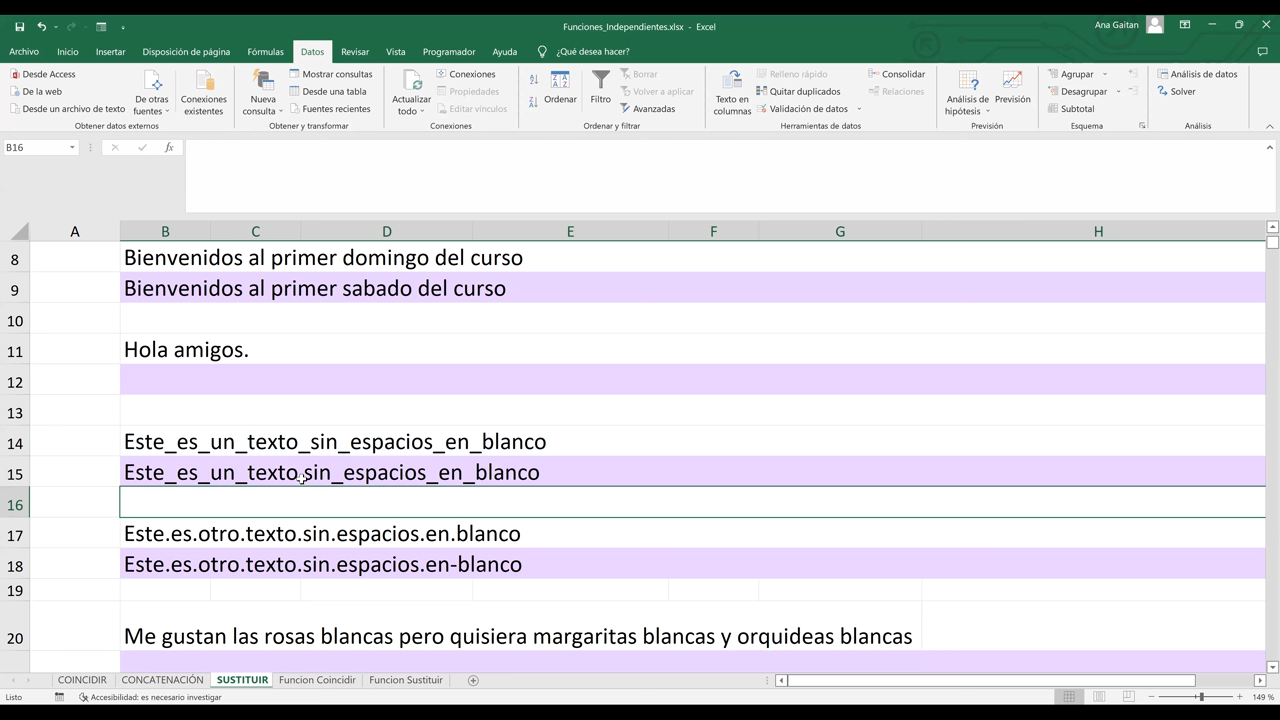 Funciones_Independientes.xlsx - Excel
Ana Gaitan
Archivo Inicio Insertar Disposición de página Fórmulas Datos Revisar Vista Programador Ayuda ¿Qué desea hacer?
Desde Access
De la web
Desde un archivo de texto
De otras fuentes
Conexiones existentes
Obtener datos externos
Nueva consulta
Mostrar consultas
Desde una tabla
Fuentes recientes
Obtener y transformar
Actualizar todo
Conexiones
Propiedades
Editar vínculos
Conexiones
Ordenar
Filtro
Borrar
Volver a aplicar
Avanzadas
Ordenar y filtrar
Texto en columnas
Relleno rápido
Quitar duplicados
Validación de datos
Consolidar
Relaciones
Herramientas de datos
Análisis de hipótesis
Previsión
Previsión
Agrupar
Desagrupar
Subtotal
Esquema
Análisis de datos
Solver
Análisis
B16 fx
A B C D E F G H
8 Bienvenidos al primer domingo del curso
9 Bienvenidos al primer sabado del curso
10
11 Hola amigos.
12
13
14 Este_es_un_texto_sin_espacios_en_blanco
15 Este_es_un_texto.sin_espacios_en_blanco
16
17 Este.es.otro.texto.sin.espacios.en.blanco
18 Este.es.otro.texto.sin.espacios.en-blanco
19
20 Me gustan las rosas blancas pero quisiera margaritas blancas y orquideas blancas
COINCIDIR CONCATENACIÓN SUSTITUIR Funcion Coincidir Funcion Sustituir
Listo Accesibilidad: es necesario investigar 149 %